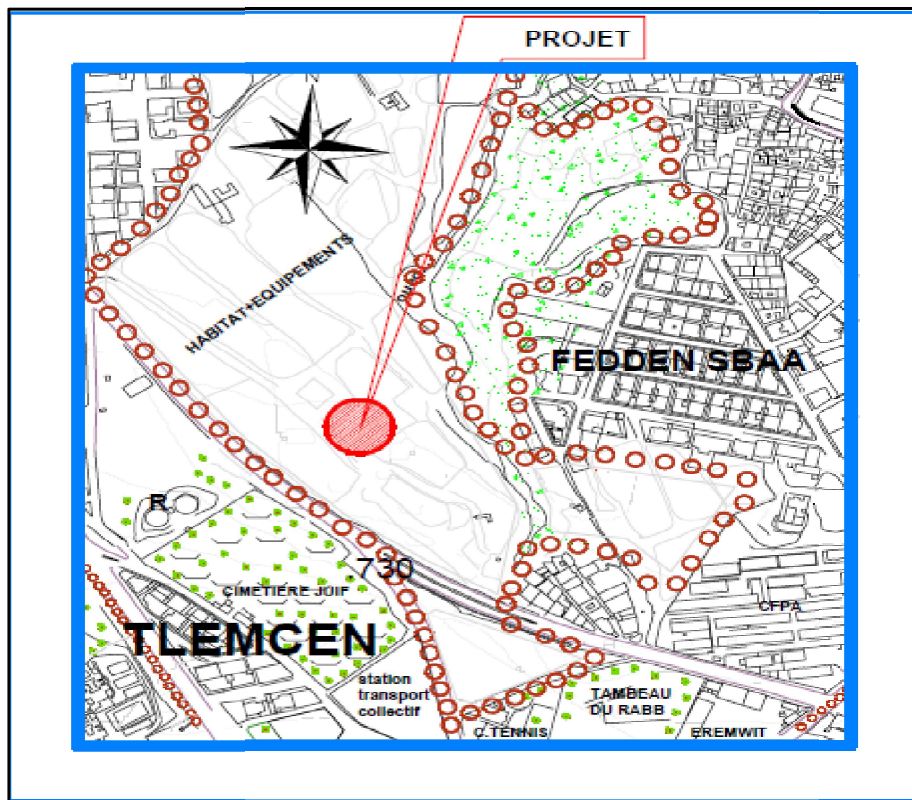 PROJET
N
HABITAT+EQUIPEMENTS
FEDDEN SBAA
R
.730
CIMETIERE JUIF
CFPA
TLEMCEN
station
transport
collectif
TAMBEAU
DU RABB
C.TENNIS
EREMWIT